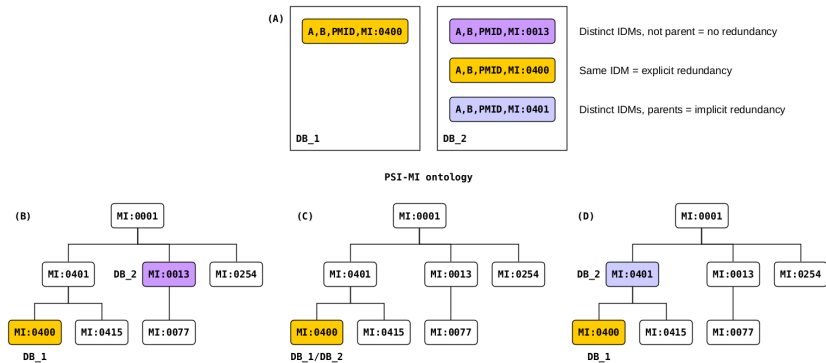 (A)
A,B,PMID,MI:0400
DB_1
A,B,PMID,MI:0013
A,B,PMID,MI:0400
A,B,PMID,MI:0401
DB_2
Distinct IDMs, not parent = no redundancy
Same IDM = explicit redundancy
Distinct IDMs, parents = implicit redundancy
PSI-MI ontology
(B)
MI:0001
MI:0401
DB_2
MI:0013
MI:0254
MI:0400
MI:0415
MI:0077
DB_1
(C)
MI:0001
MI:0401
MI:0013
MI:0254
MI:0400
MI:0415
MI:0077
DB_1/DB_2
(D)
MI:0001
DB_2
MI:0401
MI:0013
MI:0254
MI:0400
MI:0415
MI:0077
DB_1